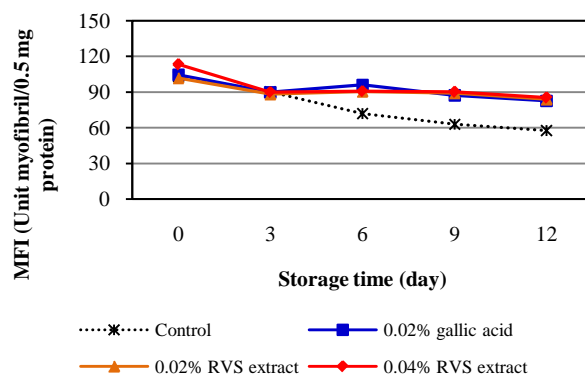 150
120
90
60
30
0
MFI (Unit myofibril/0.5 mg
protein)
0 3 6 9 12
Storage time (day)
Control
0.02% gallic acid
0.02% RVS extract
0.04% RVS extract